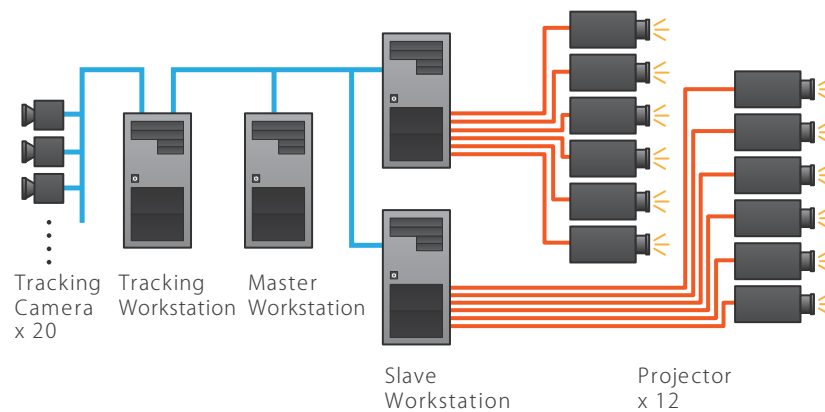 Tracking
Camera
x 20
Tracking
Workstation
Master
Workstation
Slave
Workstation
Projector
x 12